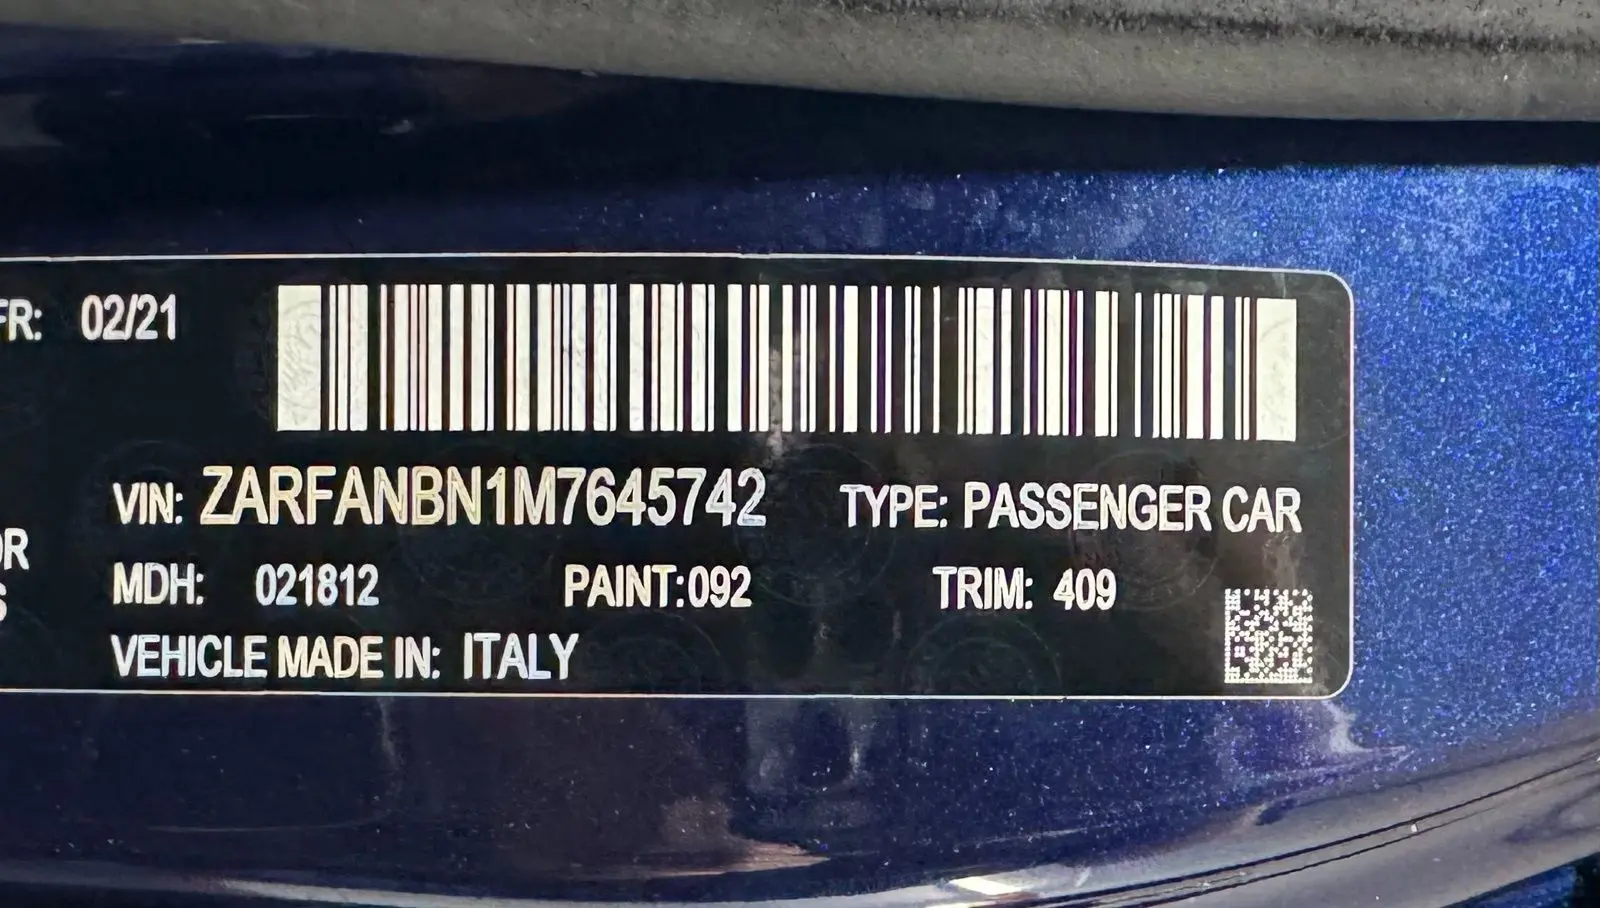 FR: 02/21
VIN: ZARFANBN1M7645742 TYPE: PASSENGER CAR
OR
MDH: 021812 PAINT:092 TRIM: 409
S
VEHICLE MADE IN: ITALY